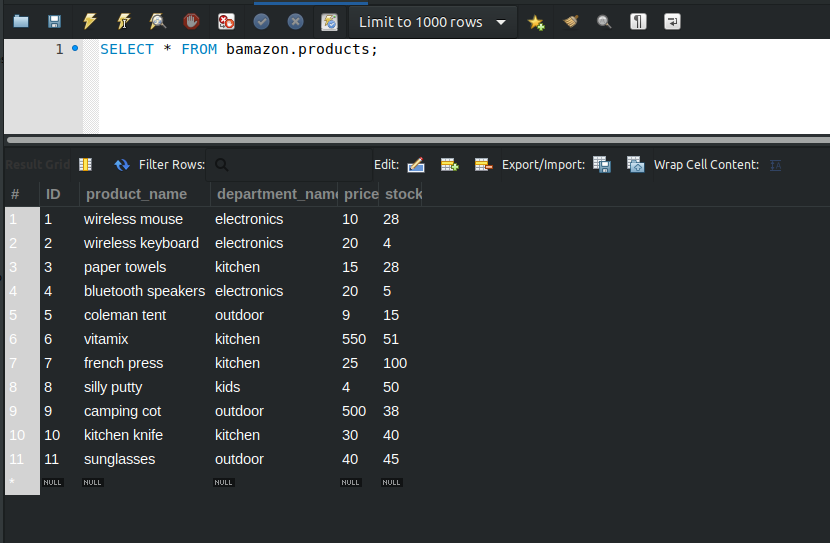 Limit to 1000 rows
1 SELECT * FROM bamazon.products;
Result Grid Filter Rows: Edit: Export/Import: Wrap Cell Content:
# ID product_name department_name price stock
1 1 wireless mouse electronics 10 28
2 2 wireless keyboard electronics 20 4
3 3 paper towels kitchen 15 28
4 4 bluetooth speakers electronics 20 5
5 5 coleman tent outdoor 9 15
6 6 vitamix kitchen 550 51
7 7 french press kitchen 25 100
8 8 silly putty kids 4 50
9 9 camping cot outdoor 500 38
10 10 kitchen knife kitchen 30 40
11 11 sunglasses outdoor 40 45
* NULL NULL NULL NULL NULL